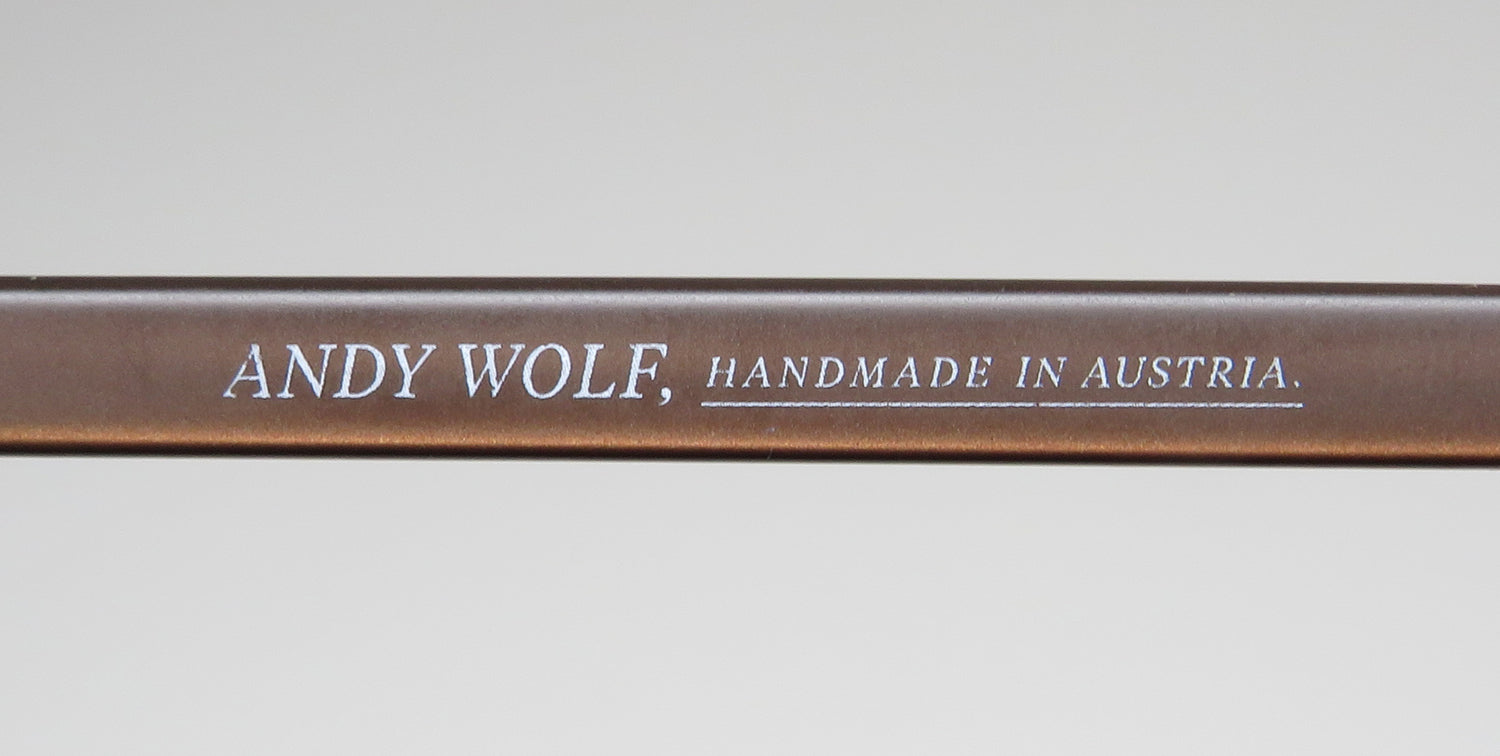 ANDY WOLF, HANDMADE IN AUSTRIA.